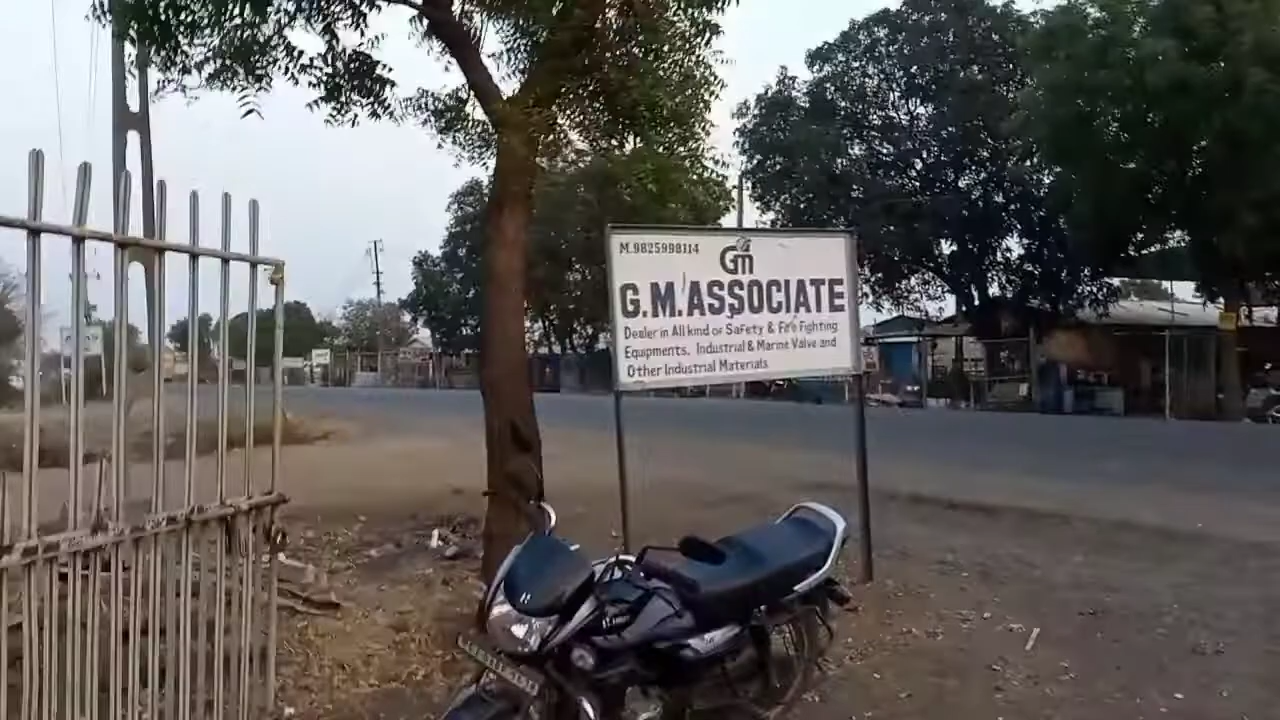 M.9825998114
Gm
G.M.ASSOCIATE
Dealer in All kind of Safety & Fire Fighting
Equipments, Industrial & Marine Valve and
Other Industrial Materials